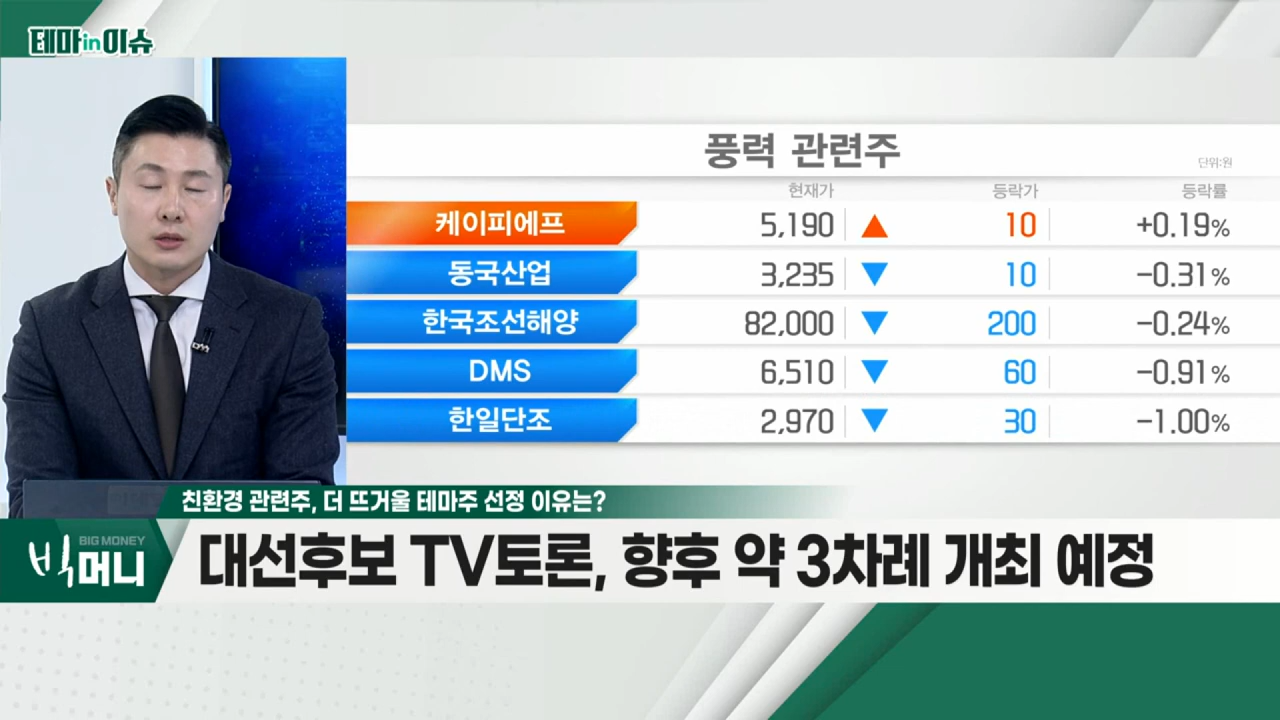 테마in이슈
풍력 관련주
단위:원
현재가 등락가 등락률
케이피에프 5,190 ▲ 10 +0.19%
동국산업 3,235 ▼ 10 -0.31%
한국조선해양 82,000 ▼ 200 -0.24%
DMS 6,510 ▼ 60 -0.91%
한일단조 2,970 ▼ 30 -1.00%
친환경 관련주, 더 뜨거울 테마주 선정 이유는?
BIG MONEY
빅머니
대선후보 TV토론, 향후 약 3차례 개최 예정